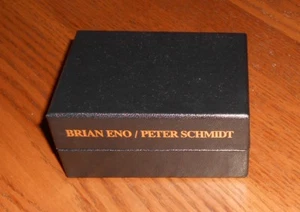 BRIAN ENO / PETER SCHMIDT